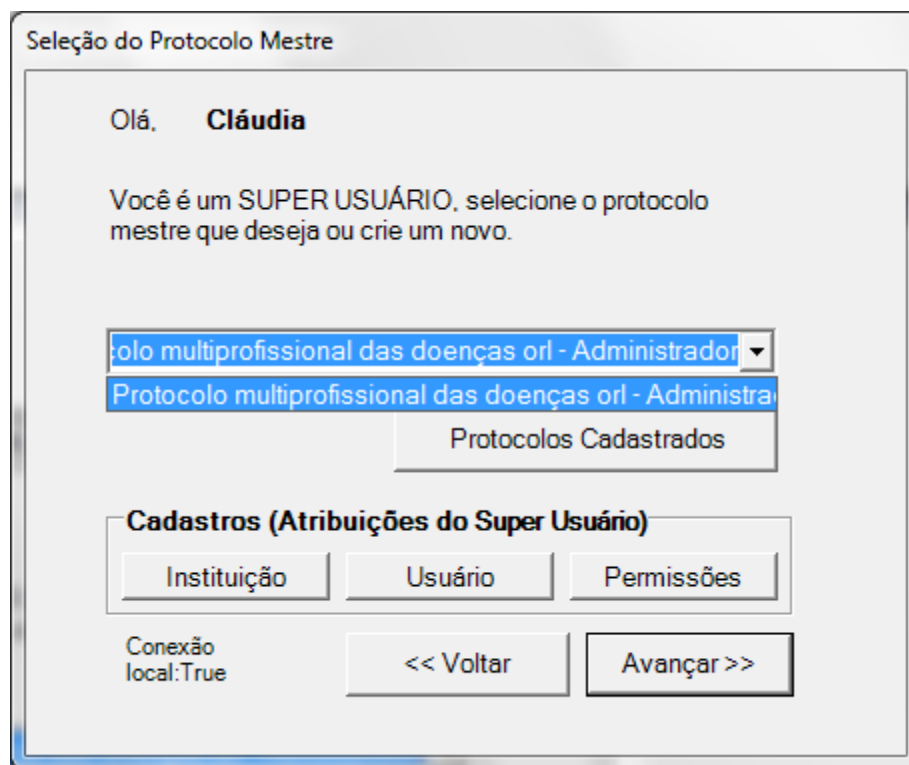 Seleção do Protocolo Mestre
Olá, Cláudia
Você é um SUPER USUÁRIO, selecione o protocolo
mestre que deseja ou crie um novo.
colo multiprofissional das doenças orl - Administrador
Protocolo multiprofissional das doenças orl - Administra
Protocolos Cadastrados
Cadastros (Atribuições do Super Usuário)
Instituição Usuário Permissões
Conexão
local:True
<< Voltar Avançar >>